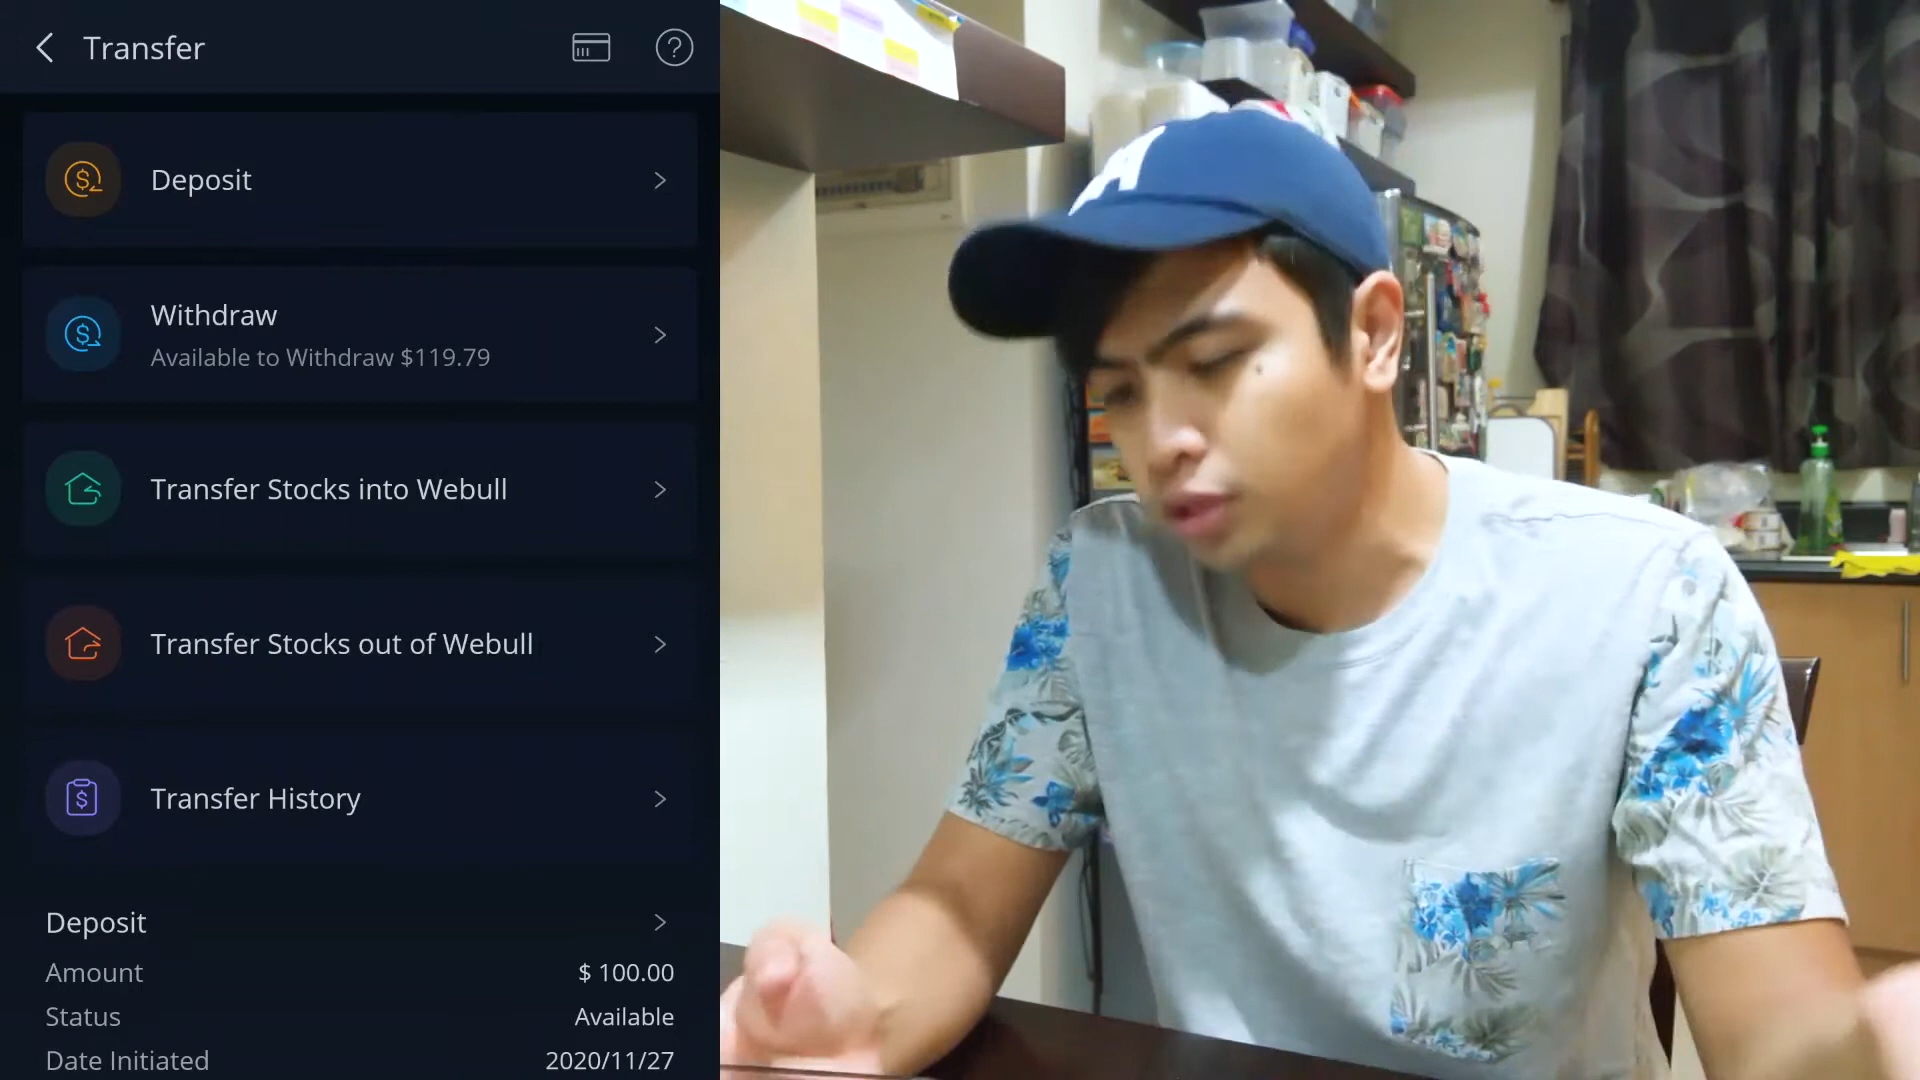 Transfer
Deposit
Withdraw
Available to Withdraw $119.79
Transfer Stocks into Webull
Transfer Stocks out of Webull
Transfer History
Deposit
Amount $ 100.00
Status Available
Date Initiated 2020/11/27